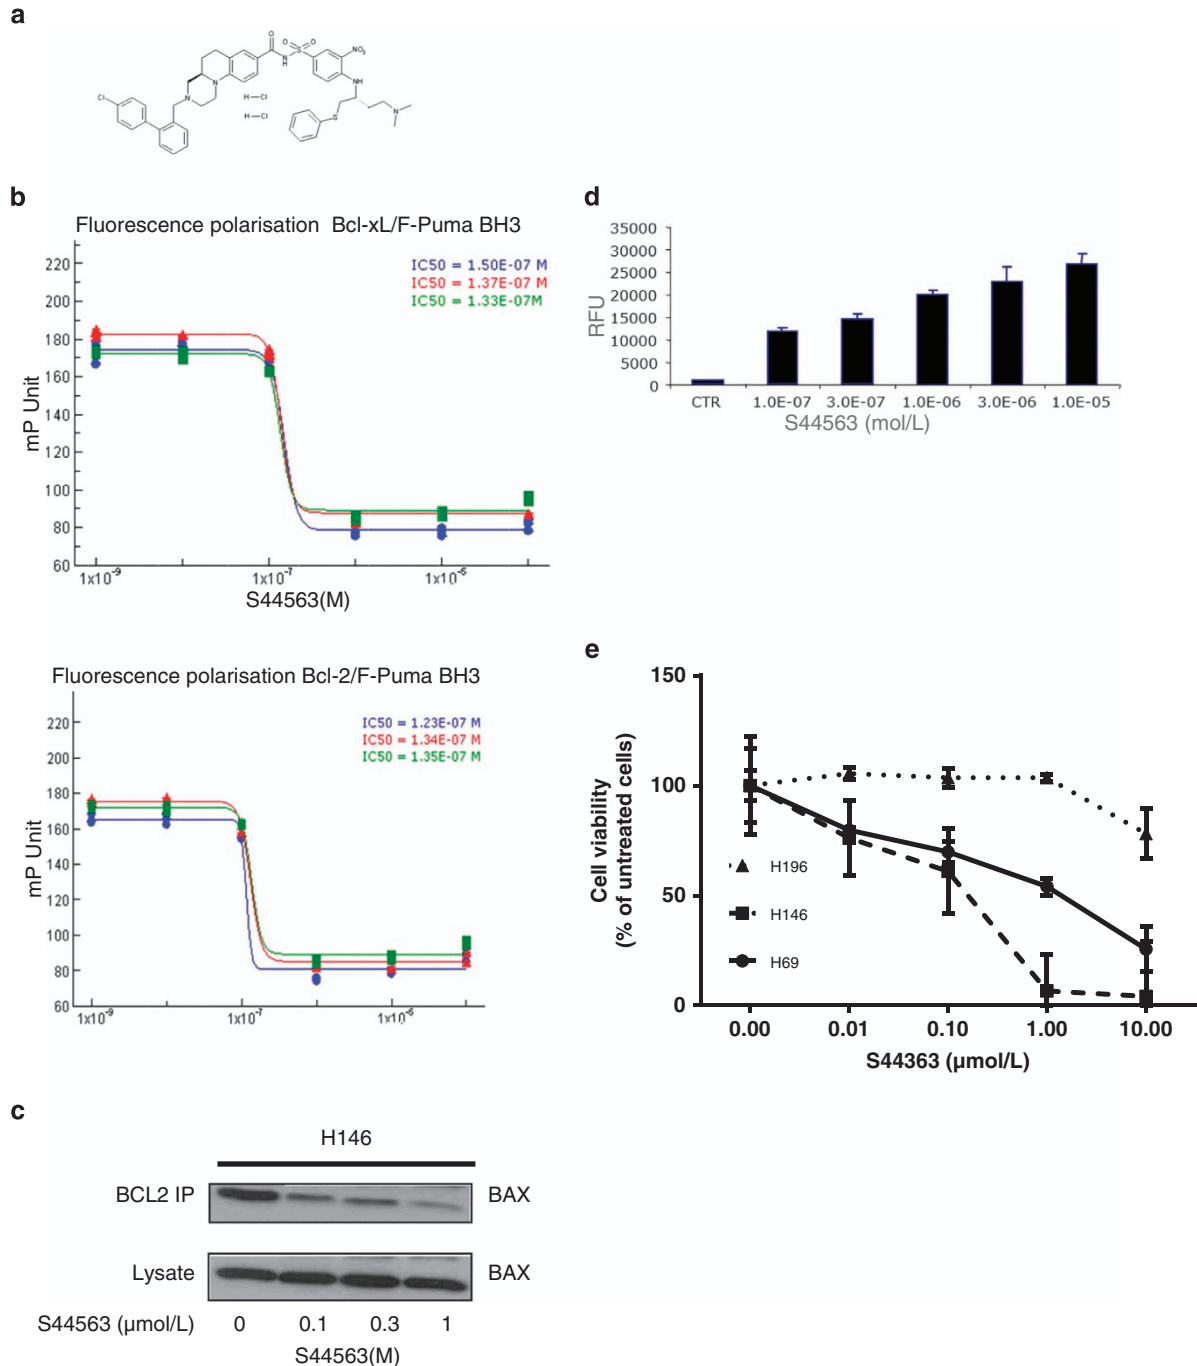 a
O
O
O
S
N
H
NO₂
NH
N
N
Cl
H—Cl
H—Cl
S
N
b
Fluorescence polarisation Bcl-xL/F-Puma BH3
IC50 = 1.50E-07 M
IC50 = 1.37E-07 M
IC50 = 1.33E-07M
220
200
180
160
140
120
100
80
60
mP Unit
1x10⁻⁹
1x10⁻⁷
1x10⁻⁵
S44563(M)
Fluorescence polarisation Bcl-2/F-Puma BH3
IC50 = 1.23E-07 M
IC50 = 1.34E-07 M
IC50 = 1.35E-07 M
220
200
180
160
140
120
100
80
60
mP Unit
1x10⁻⁹
1x10⁻⁷
1x10⁻⁵
c
H146
BCL2 IP
BAX
Lysate
BAX
S44563 (µmol/L) 0 0.1 0.3 1
S44563(M)
d
35000
30000
25000
20000
15000
10000
5000
0
RFU
CTR 1.0E-07 3.0E-07 1.0E-06 3.0E-06 1.0E-05
S44563 (mol/L)
e
150
100
50
0
Cell viability
(% of untreated cells)
H196
H146
H69
0.00 0.01 0.10 1.00 10.00
S44363 (µmol/L)